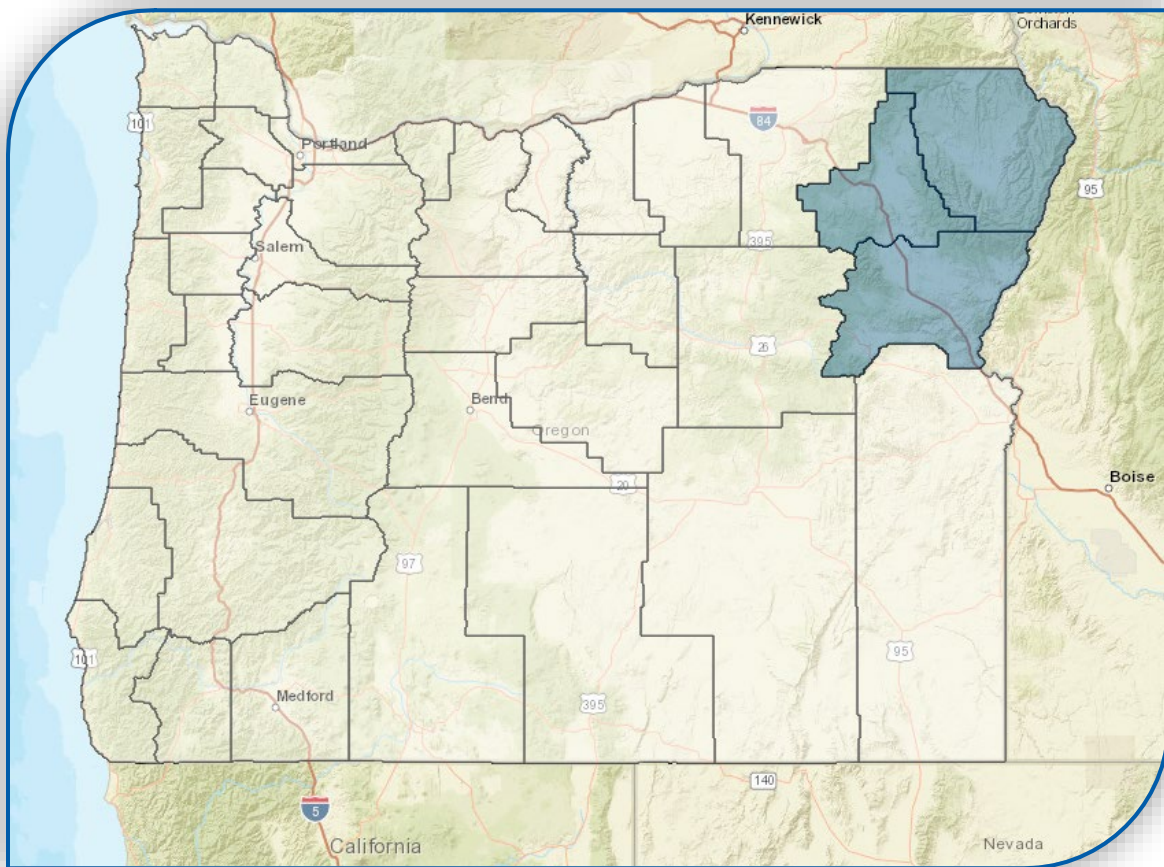 Kennewick
Orchards
101
84
Portland
95
395
Salem
26
Eugene
Bend
Oregon
20
Boise
97
101
95
Medford
395
140
5
California
Nevada